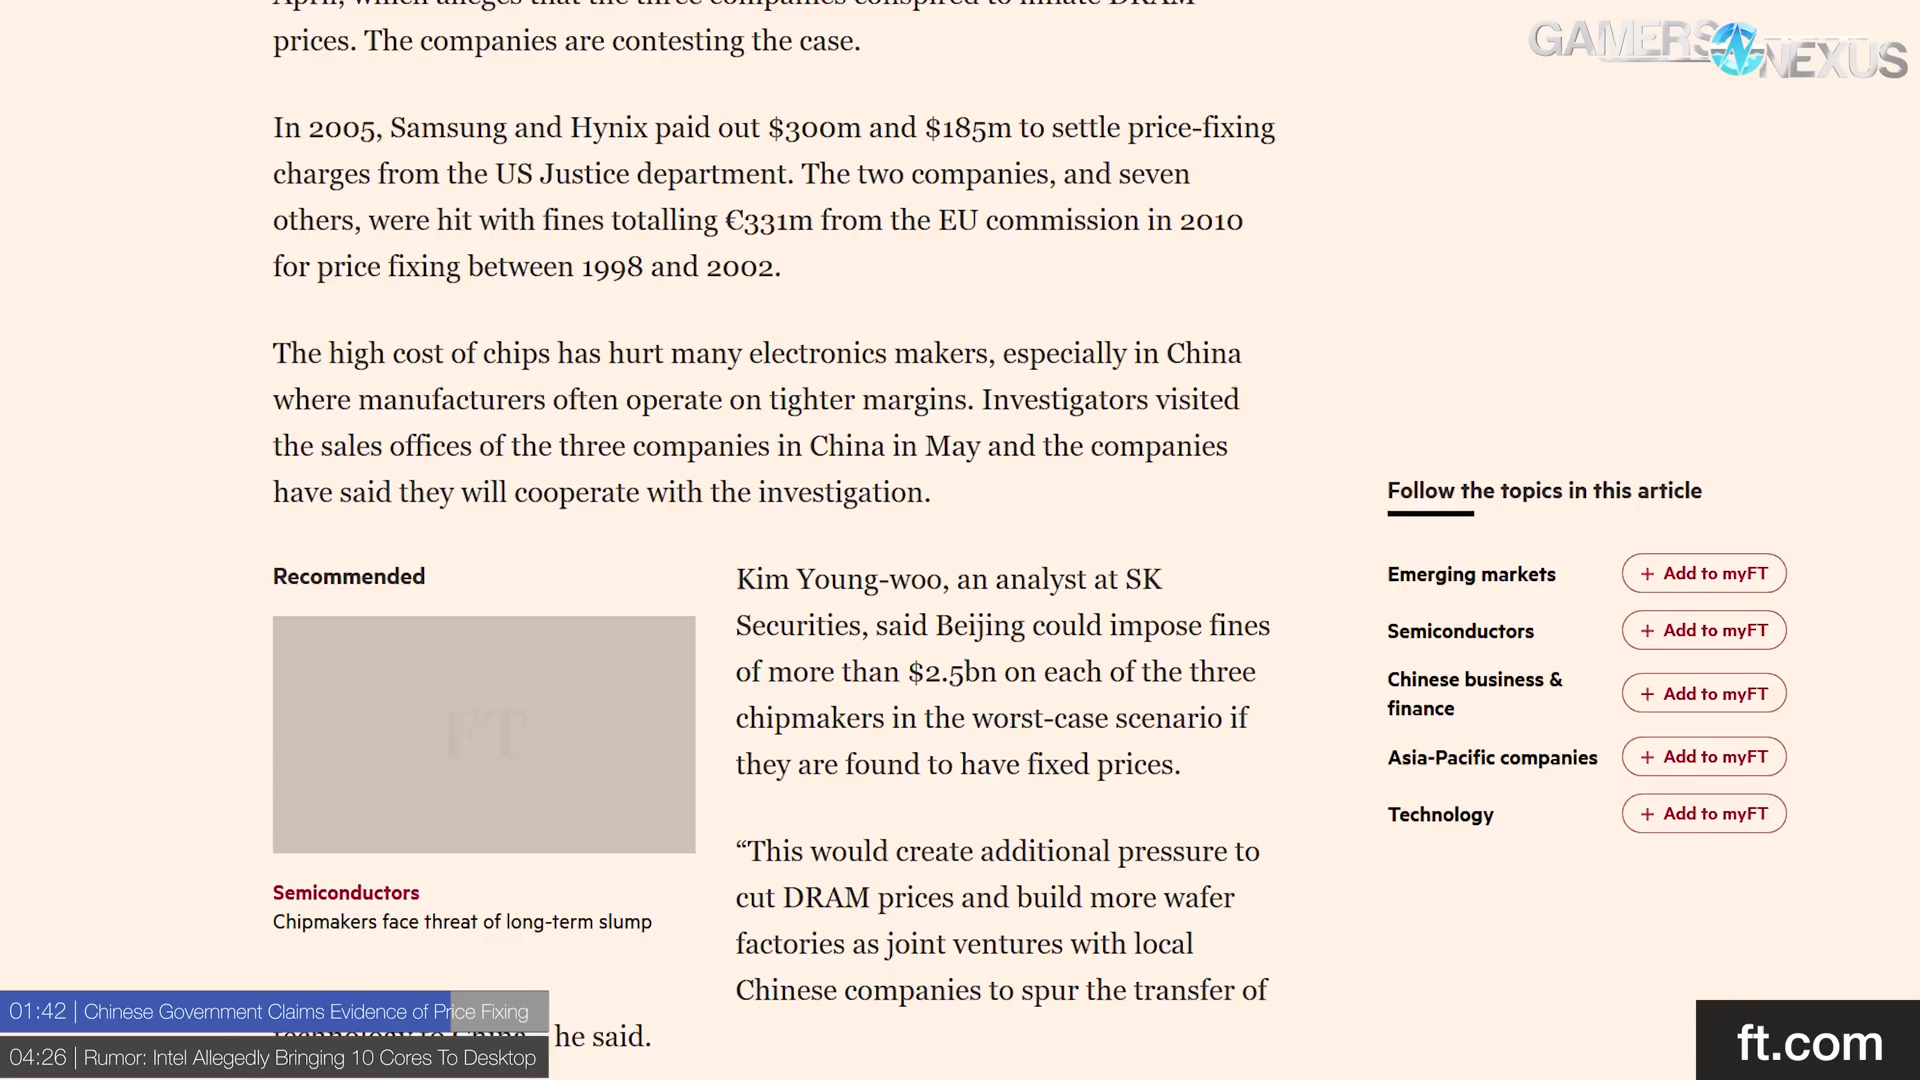 April, which alleges that the three companies conspired to inflate DRAM
prices. The companies are contesting the case.
GAMERS NEXUS
In 2005, Samsung and Hynix paid out $300m and $185m to settle price-fixing
charges from the US Justice department. The two companies, and seven
others, were hit with fines totalling €331m from the EU commission in 2010
for price fixing between 1998 and 2002.
The high cost of chips has hurt many electronics makers, especially in China
where manufacturers often operate on tighter margins. Investigators visited
the sales offices of the three companies in China in May and the companies
have said they will cooperate with the investigation.
Recommended
FT
Semiconductors
Chipmakers face threat of long-term slump
Kim Young-woo, an analyst at SK
Securities, said Beijing could impose fines
of more than $2.5bn on each of the three
chipmakers in the worst-case scenario if
they are found to have fixed prices.
“This would create additional pressure to
cut DRAM prices and build more wafer
factories as joint ventures with local
Chinese companies to spur the transfer of
technology to China he said.
Follow the topics in this article
Emerging markets
+ Add to myFT
Semiconductors
+ Add to myFT
Chinese business &
finance
+ Add to myFT
Asia-Pacific companies
+ Add to myFT
Technology
+ Add to myFT
01:42 | Chinese Government Claims Evidence of Price Fixing
04:26 | Rumor: Intel Allegedly Bringing 10 Cores To Desktop
ft.com